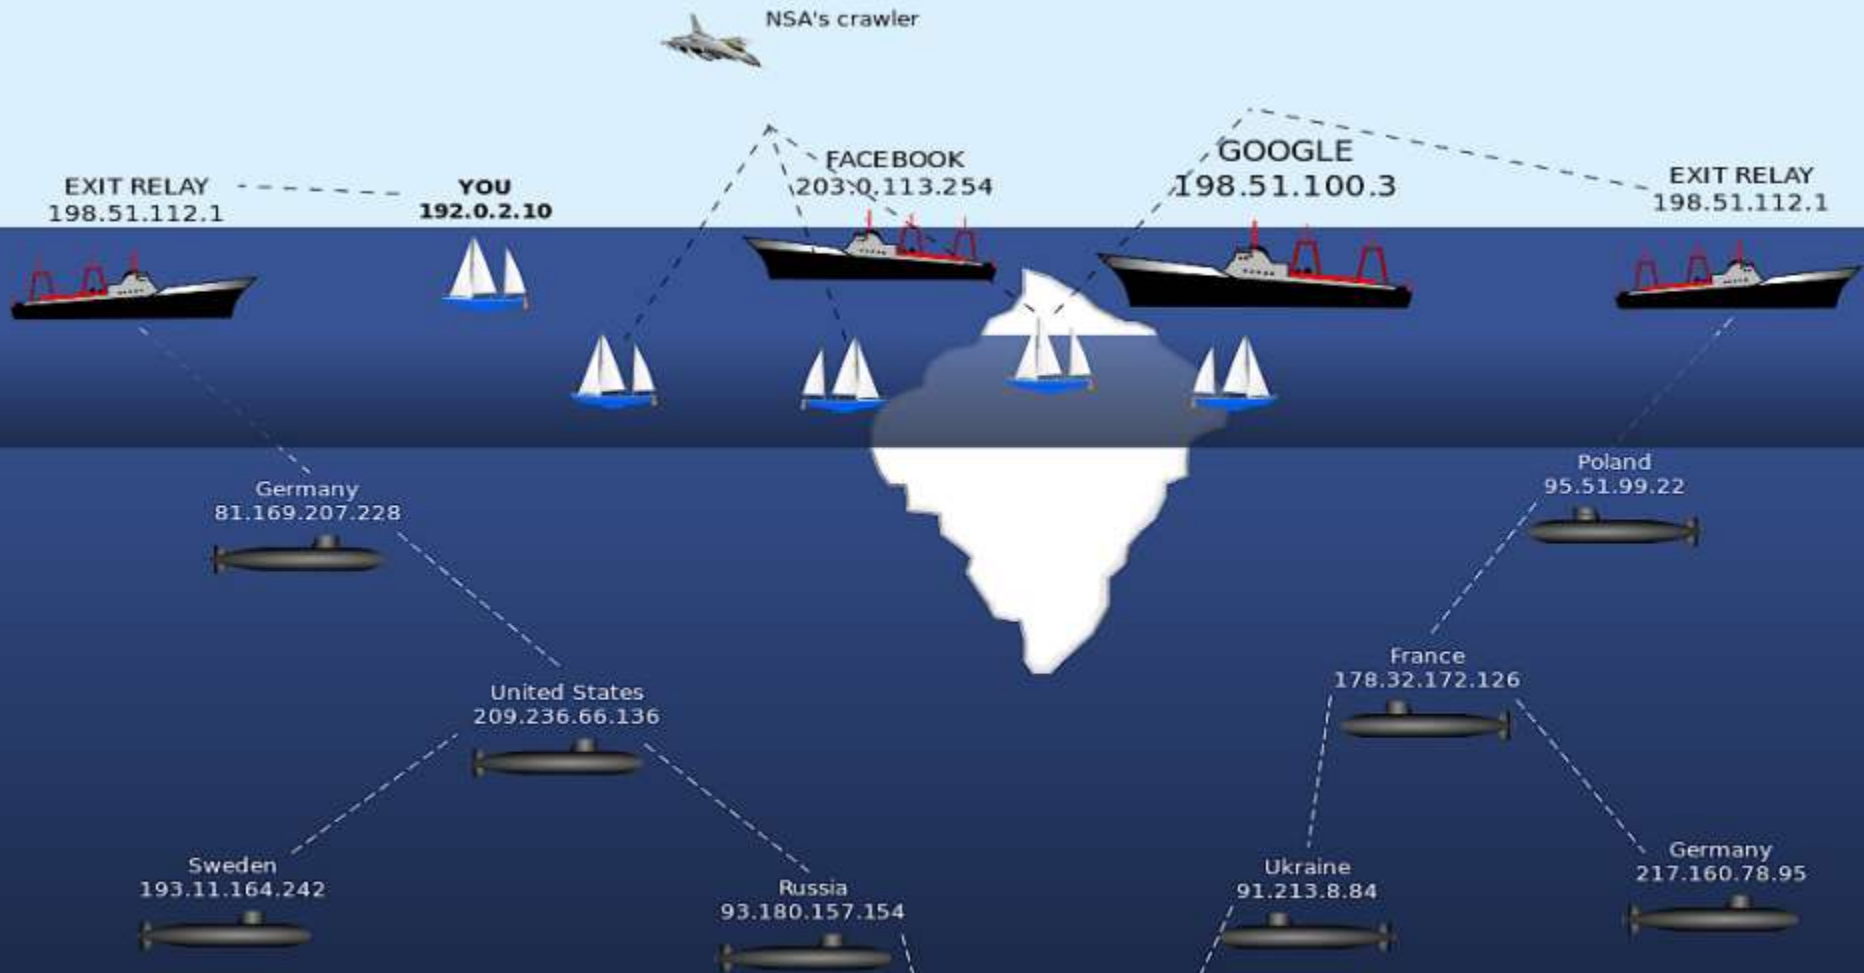 NSA's crawler
FACEBOOK
203.0.113.254
GOOGLE
198.51.100.3
EXIT RELAY
198.51.112.1
YOU
192.0.2.10
EXIT RELAY
198.51.112.1
Germany
81.169.207.228
Poland
95.51.99.22
United States
209.236.66.136
France
178.32.172.126
Sweden
193.11.164.242
Russia
93.180.157.154
Ukraine
91.213.8.84
Germany
217.160.78.95